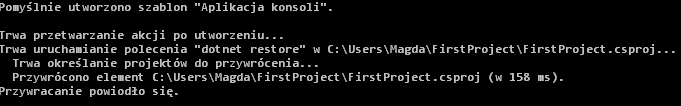 Pomyślnie utworzono szablon "Aplikacja konsoli".
Trwa przetwarzanie akcji po utworzeniu...
Trwa uruchamianie polecenia "dotnet restore" w C:\Users\Magda\FirstProject\FirstProject.csproj...
Trwa określanie projektów do przywrócenia...
Przywrócono element C:\Users\Magda\FirstProject\FirstProject.csproj (w 158 ms).
Przywracanie powiodło się.